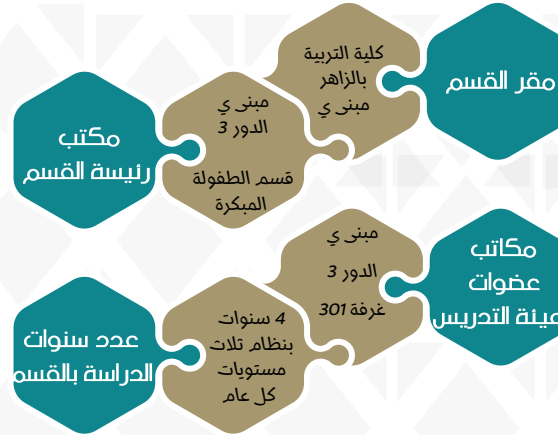 مقر القسم
كلية التربية
بالزاهر
مبنى ي
مكتب
رئيسة القسم
مبنى ي
الدور 3
قسم الطفولة
المبكرة
مكاتب
عضوات
هيئة التدريس
مبنى ي
الدور 3
غرفة 301
عدد سنوات
الدراسة بالقسم
4 سنوات
بنظام ثلاث
مستويات
كل عام